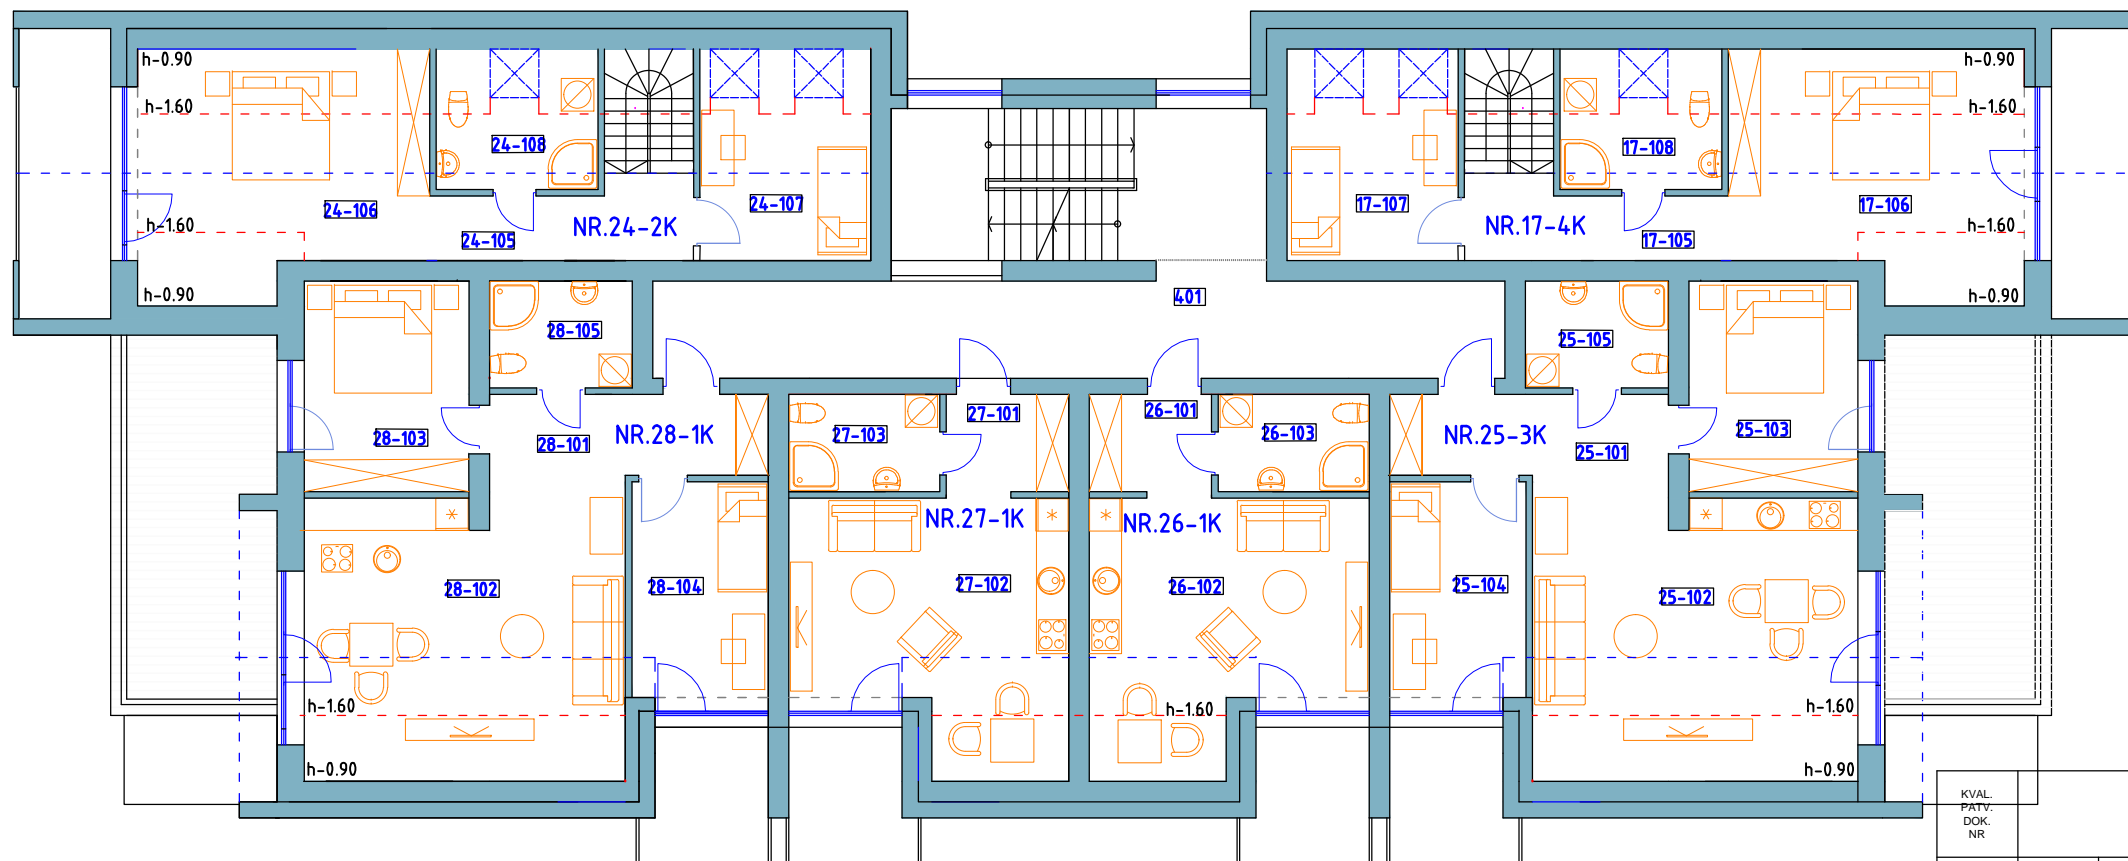 h-0.90
h-0.90
h-1.60
h-1.60
24-108
17-108
24-106
24-107
17-107
17-106
h-1.60
NR.24-2K
NR.17-4K
h-1.60
24-105
17-105
h-0.90
401
h-0.90
28-105
25-105
27-101
26-101
28-103
28-101
NR.28-1K
27-103
26-103
NR.25-3K
25-101
25-103
NR.27-1K
NR.26-1K
28-102
28-104
27-102
26-102
25-104
25-102
h-1.60
h-1.60
h-1.60
h-0.90
h-0.90
KVAL.
PATV.
DOK.
NR